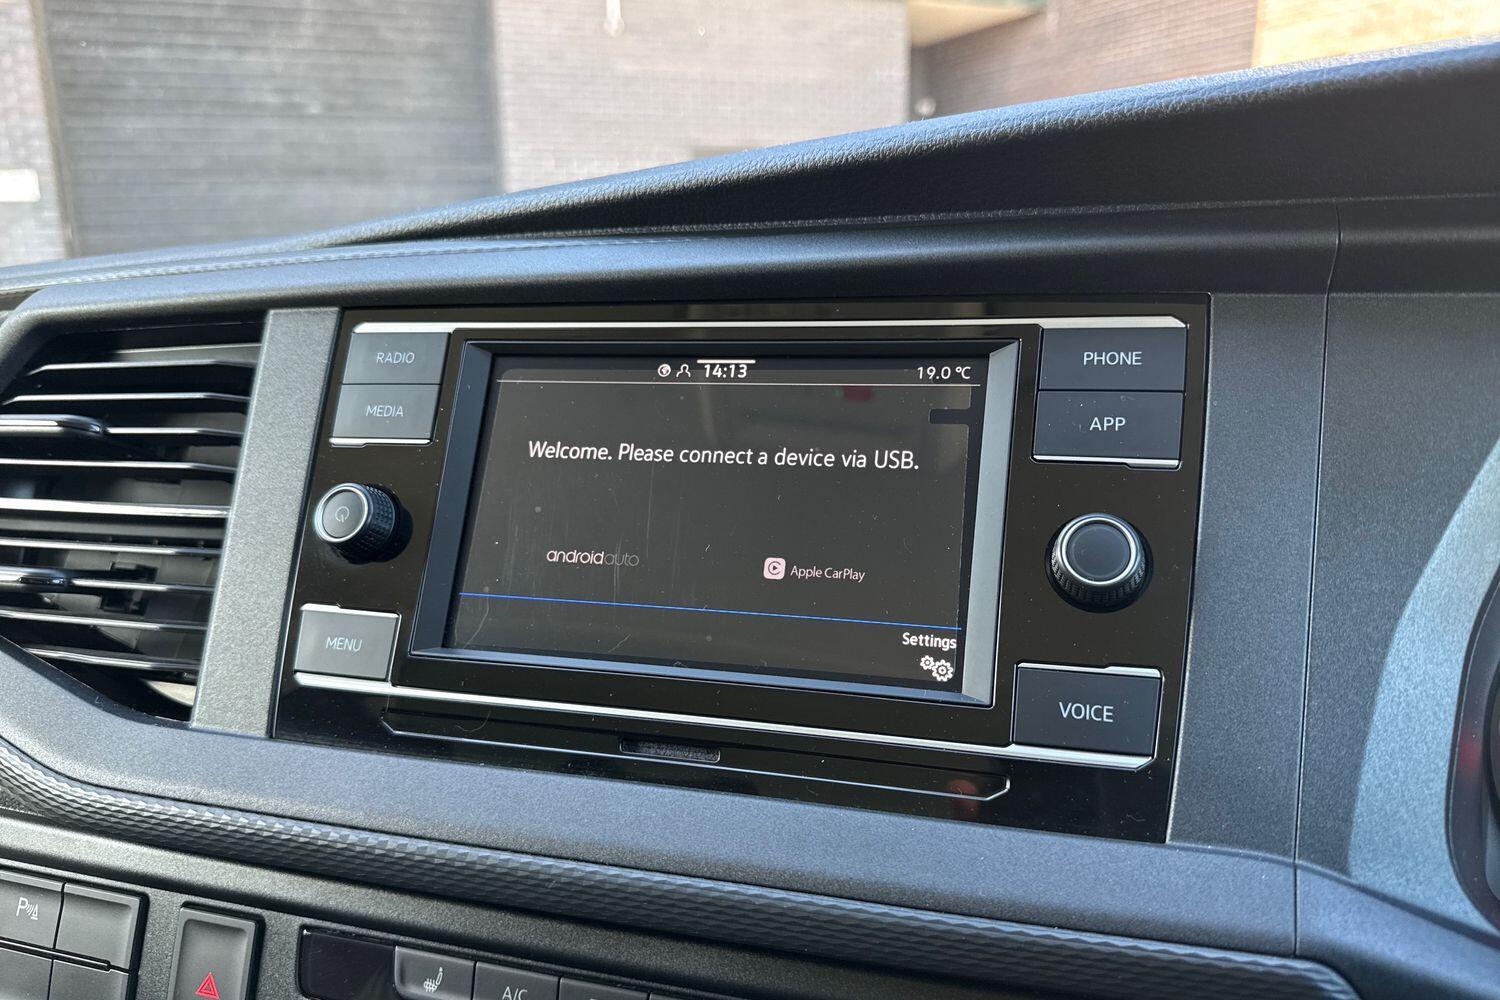 RADIO
MEDIA
14:13
19.0 °C
PHONE
APP
Welcome. Please connect a device via USB.
androidauto
Apple CarPlay
Settings
MENU
VOICE
P
A/C